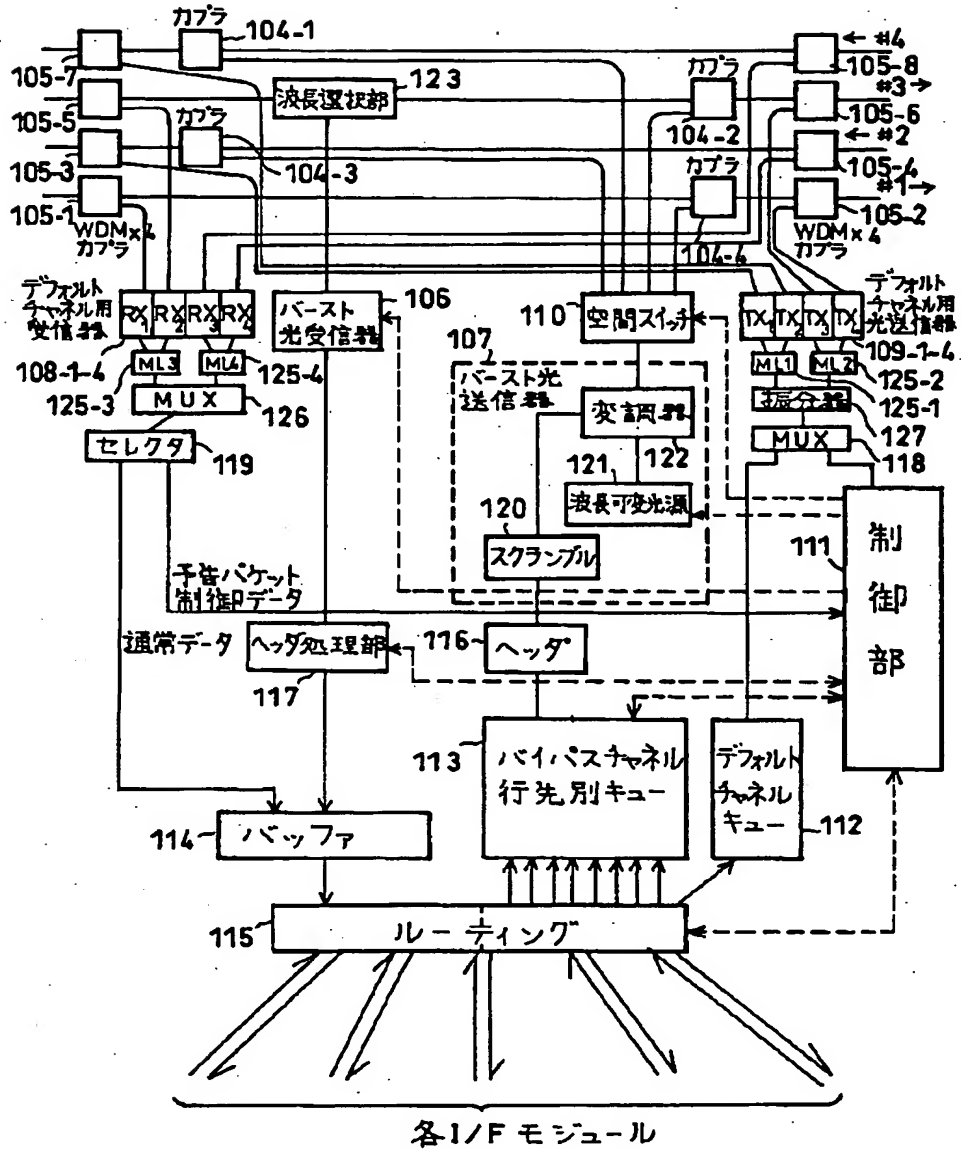 カプラ
104-1
← #4
105-7
105-8
123
カプラ
#3 →
波長選択部
105-5
カプラ
104-2
105-6
← #2
105-3
104-3
カプラ
105-4
#1 →
105-1
104-4
105-2
WDM×4
カプラ
WDM×4
カプラ
デフォルト
チャネル用
受信器
RX1 RX2 RX3 RX4
バースト
光受信器
106
110
空間スイッチ
TX1 TX2 TX3 TX4
デフォルト
チャネル用
光送信器
108-1-4
ML3
ML4
125-4
125-3
MUX
126
107
バースト光
送信器
109-1-4
ML1
ML2
125-2
125-1
振分器
127
変調器
122
MUX
118
セレクタ
119
121
波長可変光源
120
スクランブル
111
制御部
予告パケット
制御データ
通常データ
ヘッダ処理部
117
116
ヘッダ
113
バイパスチャネル
行先別キュー
デフォルト
チャネル
キュー
112
114
バッファ
115
ルーティング
各I/Fモジュール